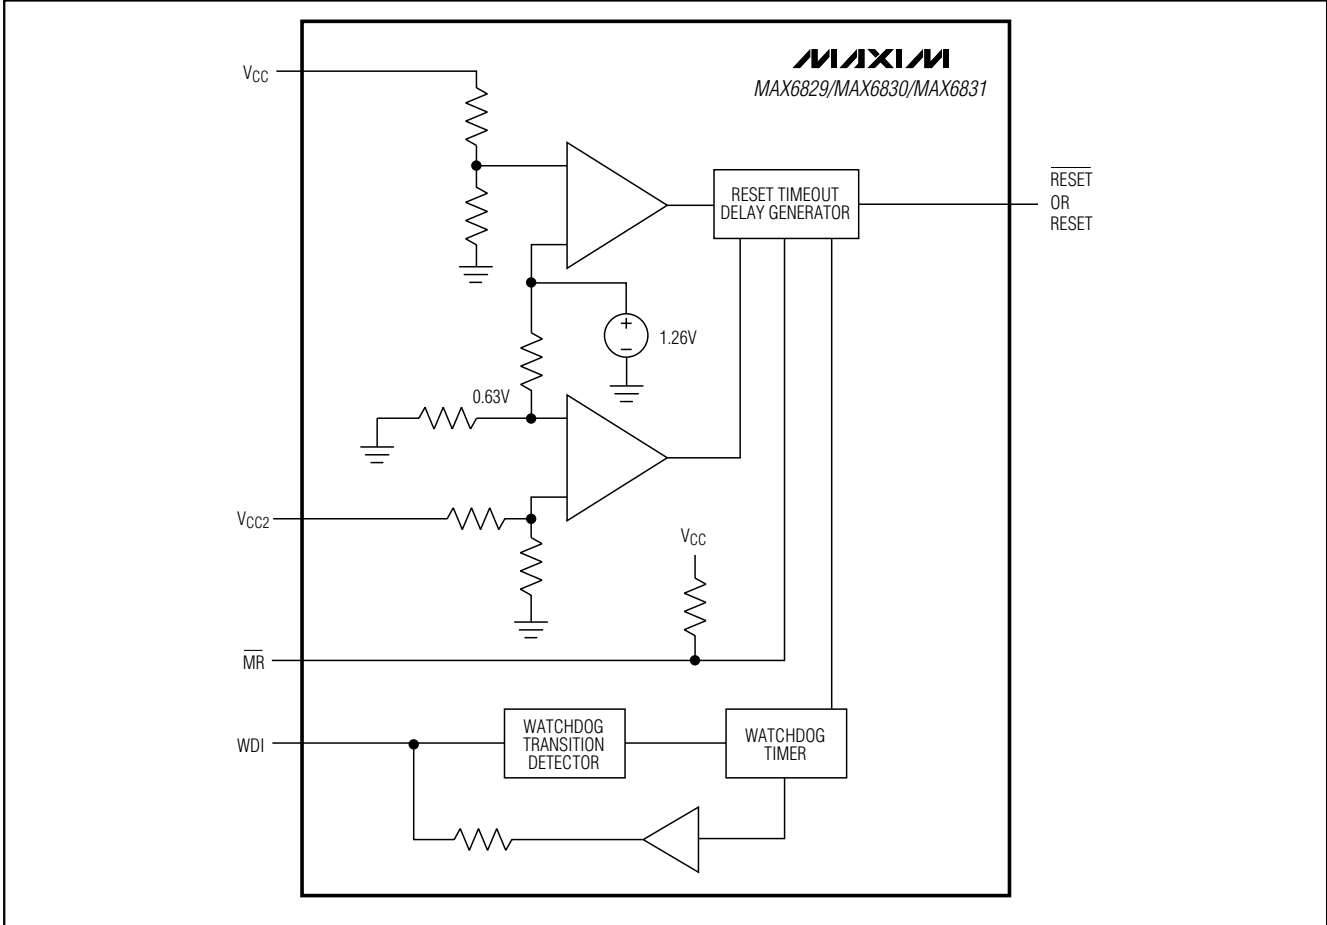 MAXIM
MAX6829/MAX6830/MAX6831
VCC
RESET TIMEOUT
DELAY GENERATOR
RESET
OR
RESET
+
−
1.26V
0.63V
VCC2
VCC
MR
WDI
WATCHDOG
TRANSITION
DETECTOR
WATCHDOG
TIMER